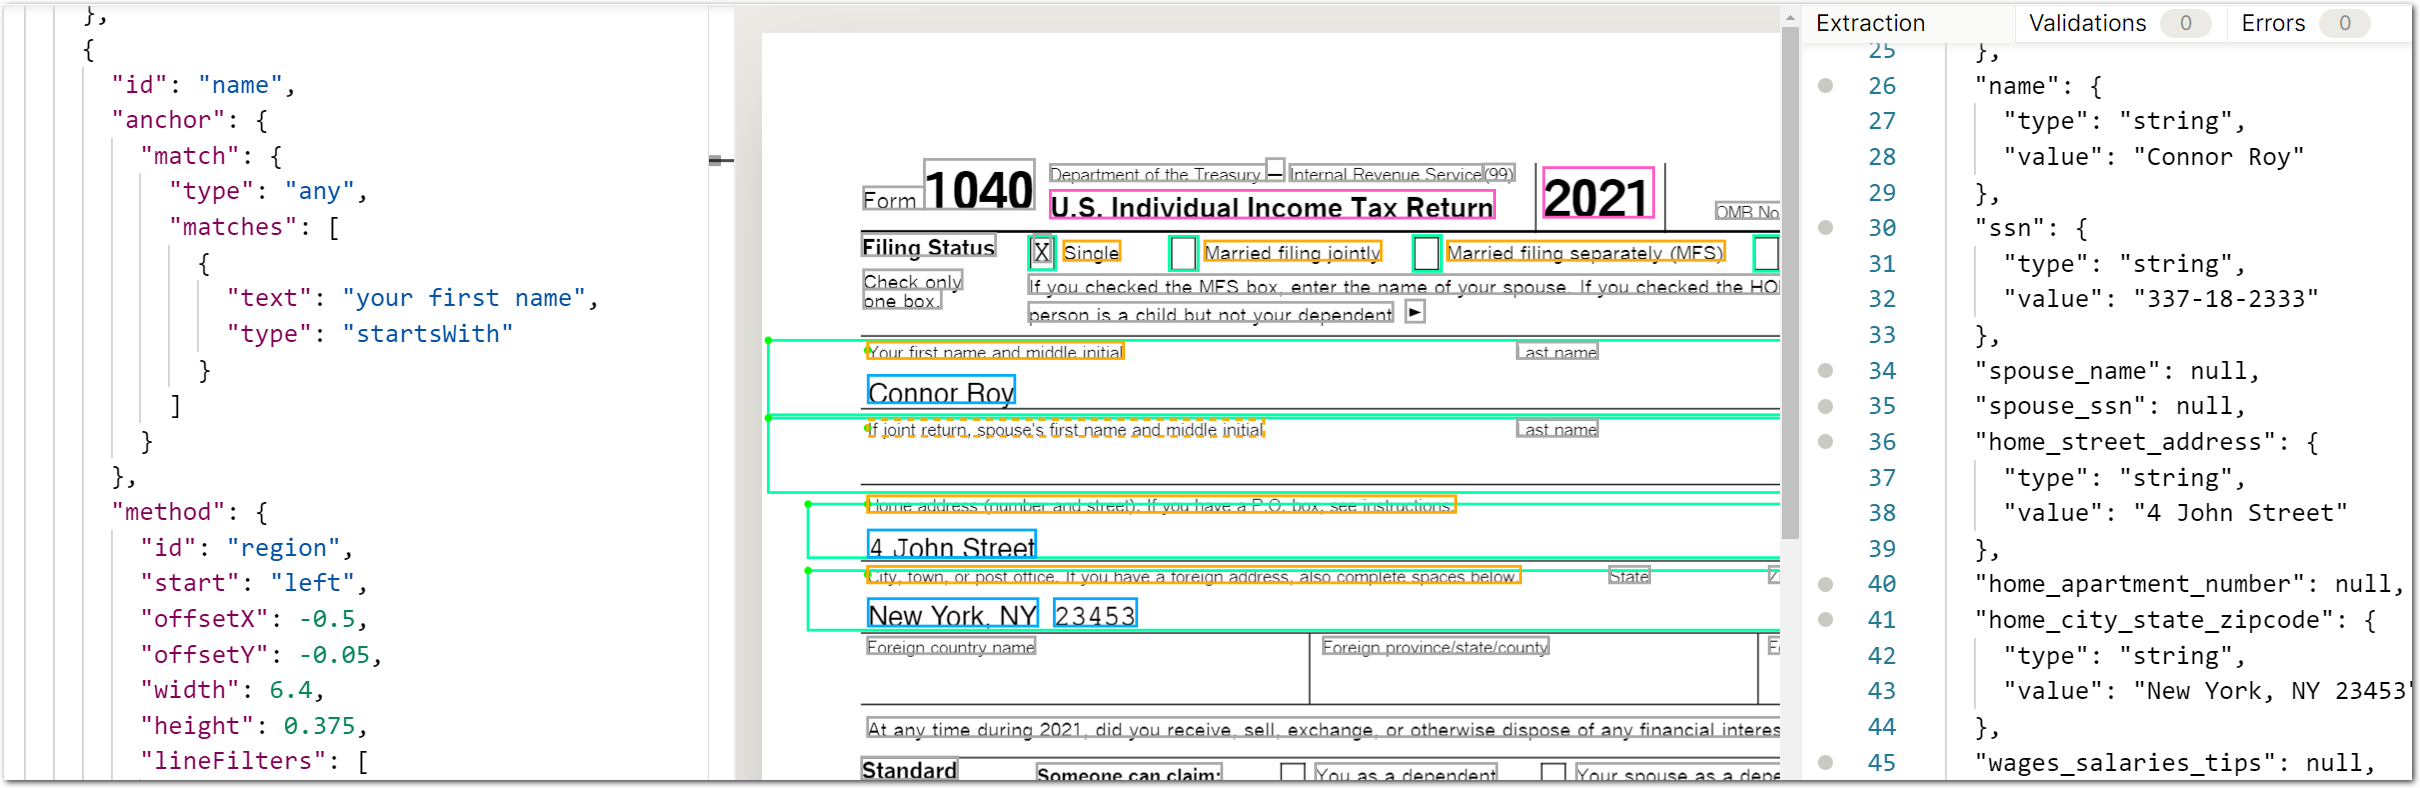 },
{
"id": "name",
"anchor": {
"match": {
"type": "any",
"matches": [
{
"text": "your first name",
"type": "startsWith"
}
]
}
},
"method": {
"id": "region",
"start": "left",
"offsetX": -0.5,
"offsetY": -0.05,
"width": 6.4,
"height": 0.375,
"lineFilters": [
Form 1040 Department of the Treasury — Internal Revenue Service (99)
U.S. Individual Income Tax Return 2021 OMB No
Filing Status X Single Married filing jointly Married filing separately (MFS)
Check only
one box.
If you checked the MFS box, enter the name of your spouse. If you checked the HO
person is a child but not your dependent ►
Your first name and middle initial Last name
Connor Roy
If joint return, spouse's first name and middle initial Last name
Home address (number and street). If you have a P.O. box, see instructions.
4 John Street
City, town, or post office. If you have a foreign address, also complete spaces below. State
New York, NY 23453
Foreign country name Foreign province/state/county
At any time during 2021, did you receive, sell, exchange, or otherwise dispose of any financial interes
Standard Someone can claim: You as a dependent Your spouse as a depe
Extraction Validations 0 Errors 0
25 },
26 "name": {
27 "type": "string",
28 "value": "Connor Roy"
29 },
30 "ssn": {
31 "type": "string",
32 "value": "337-18-2333"
33 },
34 "spouse_name": null,
35 "spouse_ssn": null,
36 "home_street_address": {
37 "type": "string",
38 "value": "4 John Street"
39 },
40 "home_apartment_number": null,
41 "home_city_state_zipcode": {
42 "type": "string",
43 "value": "New York, NY 23453"
44 },
45 "wages_salaries_tips": null,